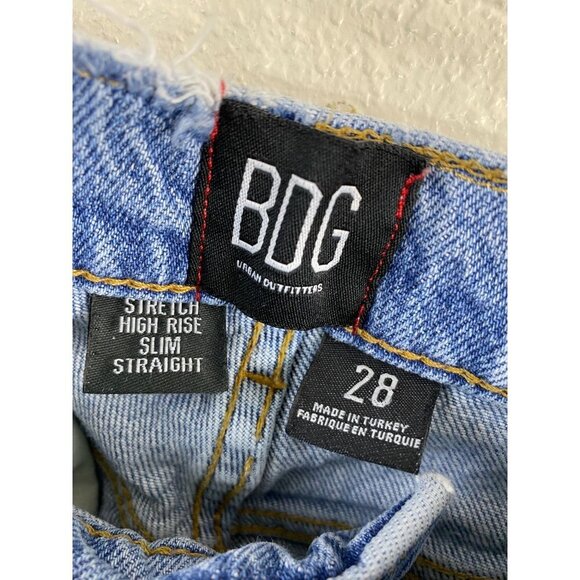 BDG
URBAN OUTFITTERS
STRETCH
HIGH RISE
SLIM
STRAIGHT
28
MADE IN TURKEY
FABRIQUE EN TURQUIE